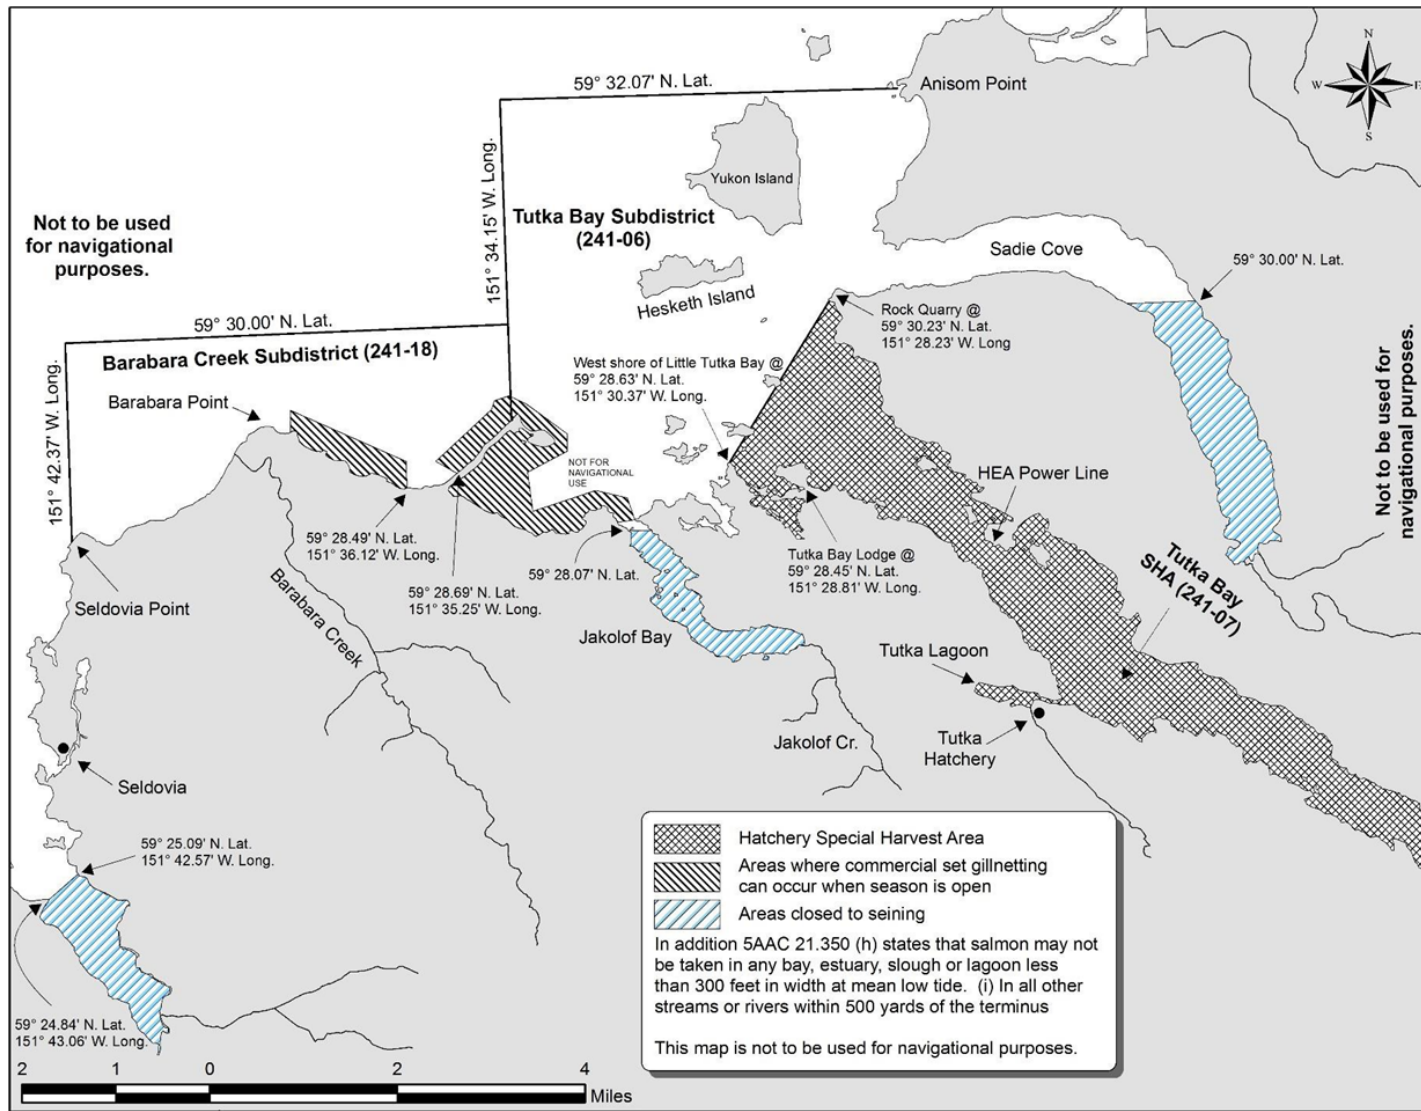 N
W
E
S
59° 32.07' N. Lat.
Anisom Point
151° 34.15' W. Long.
Yukon Island
Not to be used
for navigational
purposes.
Tutka Bay Subdistrict
(241-06)
Sadie Cove
59° 30.00' N. Lat.
Hesketh Island
59° 30.00' N. Lat.
Rock Quarry @
59° 30.23' N. Lat.
151° 28.23' W. Long
Barabara Creek Subdistrict (241-18)
West shore of Little Tutka Bay @
59° 28.63' N. Lat.
151° 30.37' W. Long.
Not to be used for
navigational purposes.
151° 42.37' W. Long.
Barabara Point
NOT FOR
NAVIGATIONAL
USE
HEA Power Line
59° 28.49' N. Lat.
151° 36.12' W. Long.
59° 28.69' N. Lat.
151° 35.25' W. Long.
59° 28.07' N. Lat.
Tutka Bay Lodge @
59° 28.45' N. Lat.
151° 28.81' W. Long.
Tutka Bay
SHA (241-07)
Seldovia Point
Barabara Creek
Jakolof Bay
Tutka Lagoon
Jakolof Cr.
Tutka
Hatchery
Seldovia
59° 25.09' N. Lat.
151° 42.57' W. Long.
59° 24.84' N. Lat.
151° 43.06' W. Long.
Hatchery Special Harvest Area
Areas where commercial set gillnetting
can occur when season is open
Areas closed to seining
In addition 5AAC 21.350 (h) states that salmon may not
be taken in any bay, estuary, slough or lagoon less
than 300 feet in width at mean low tide. (i) In all other
streams or rivers within 500 yards of the terminus
This map is not to be used for navigational purposes.
2 1 0 2 4
Miles